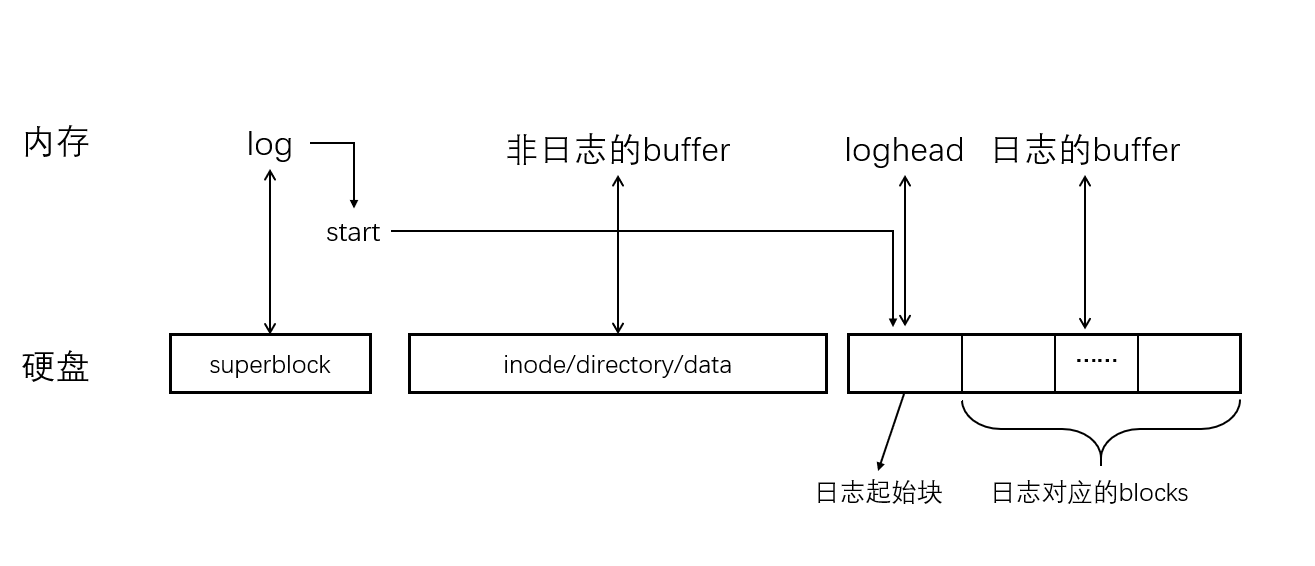 内存
log
非日志的buffer
loghead
日志的buffer
start
硬盘
superblock
inode/directory/data
······
日志起始块
日志对应的blocks